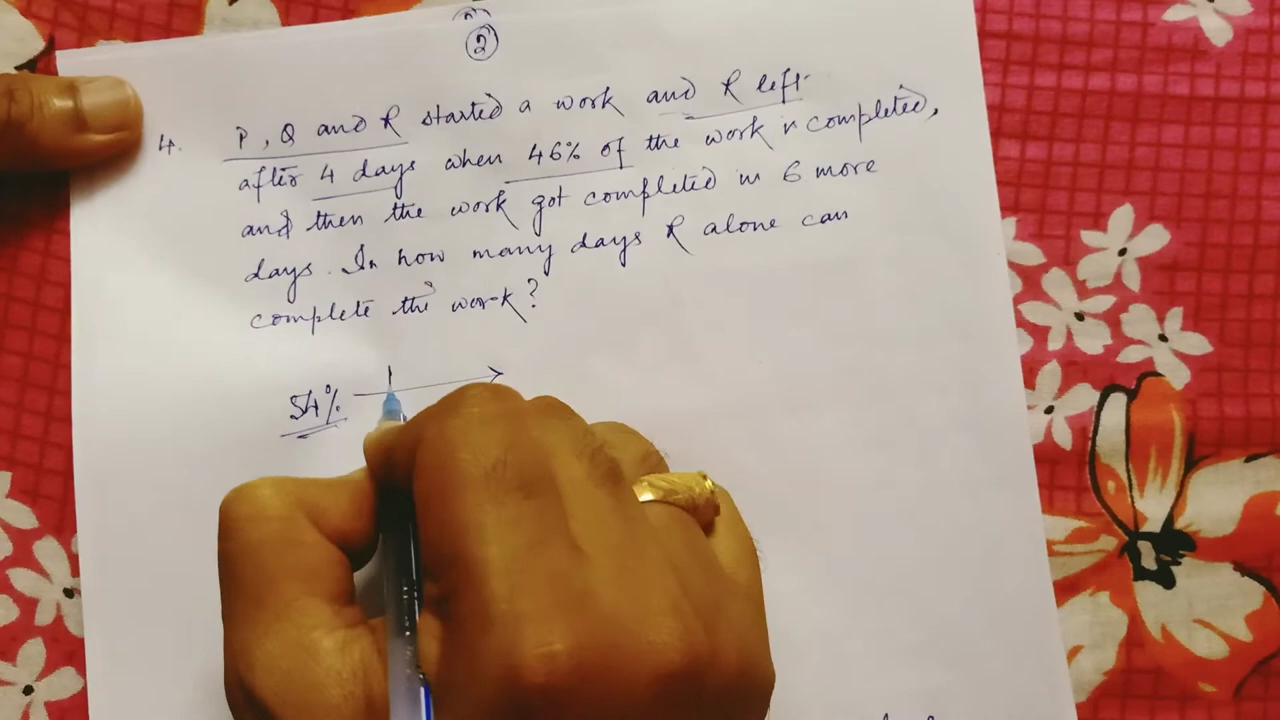 2
4. P, Q and R started a work and R left
after 4 days when 46% of the work is completed,
and then the work got completed in 6 more
days. In how many days R alone can
complete the work?
54%